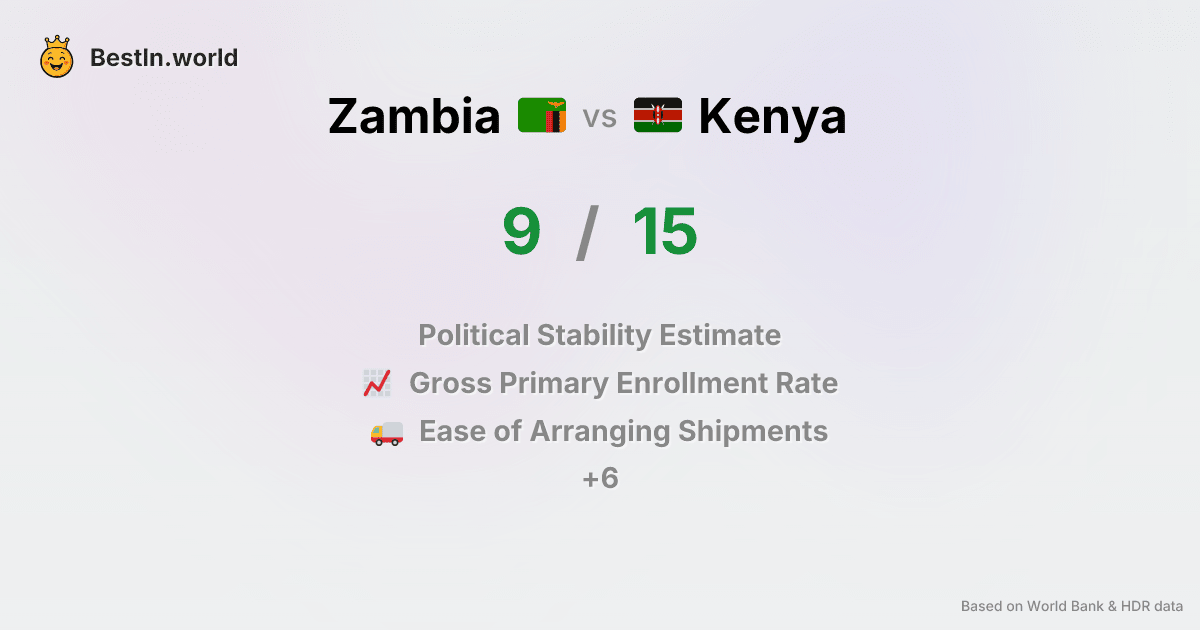 BestIn.world
Zambia vs Kenya
9 / 15
Political Stability Estimate
Gross Primary Enrollment Rate
Ease of Arranging Shipments
+6
Based on World Bank & HDR data